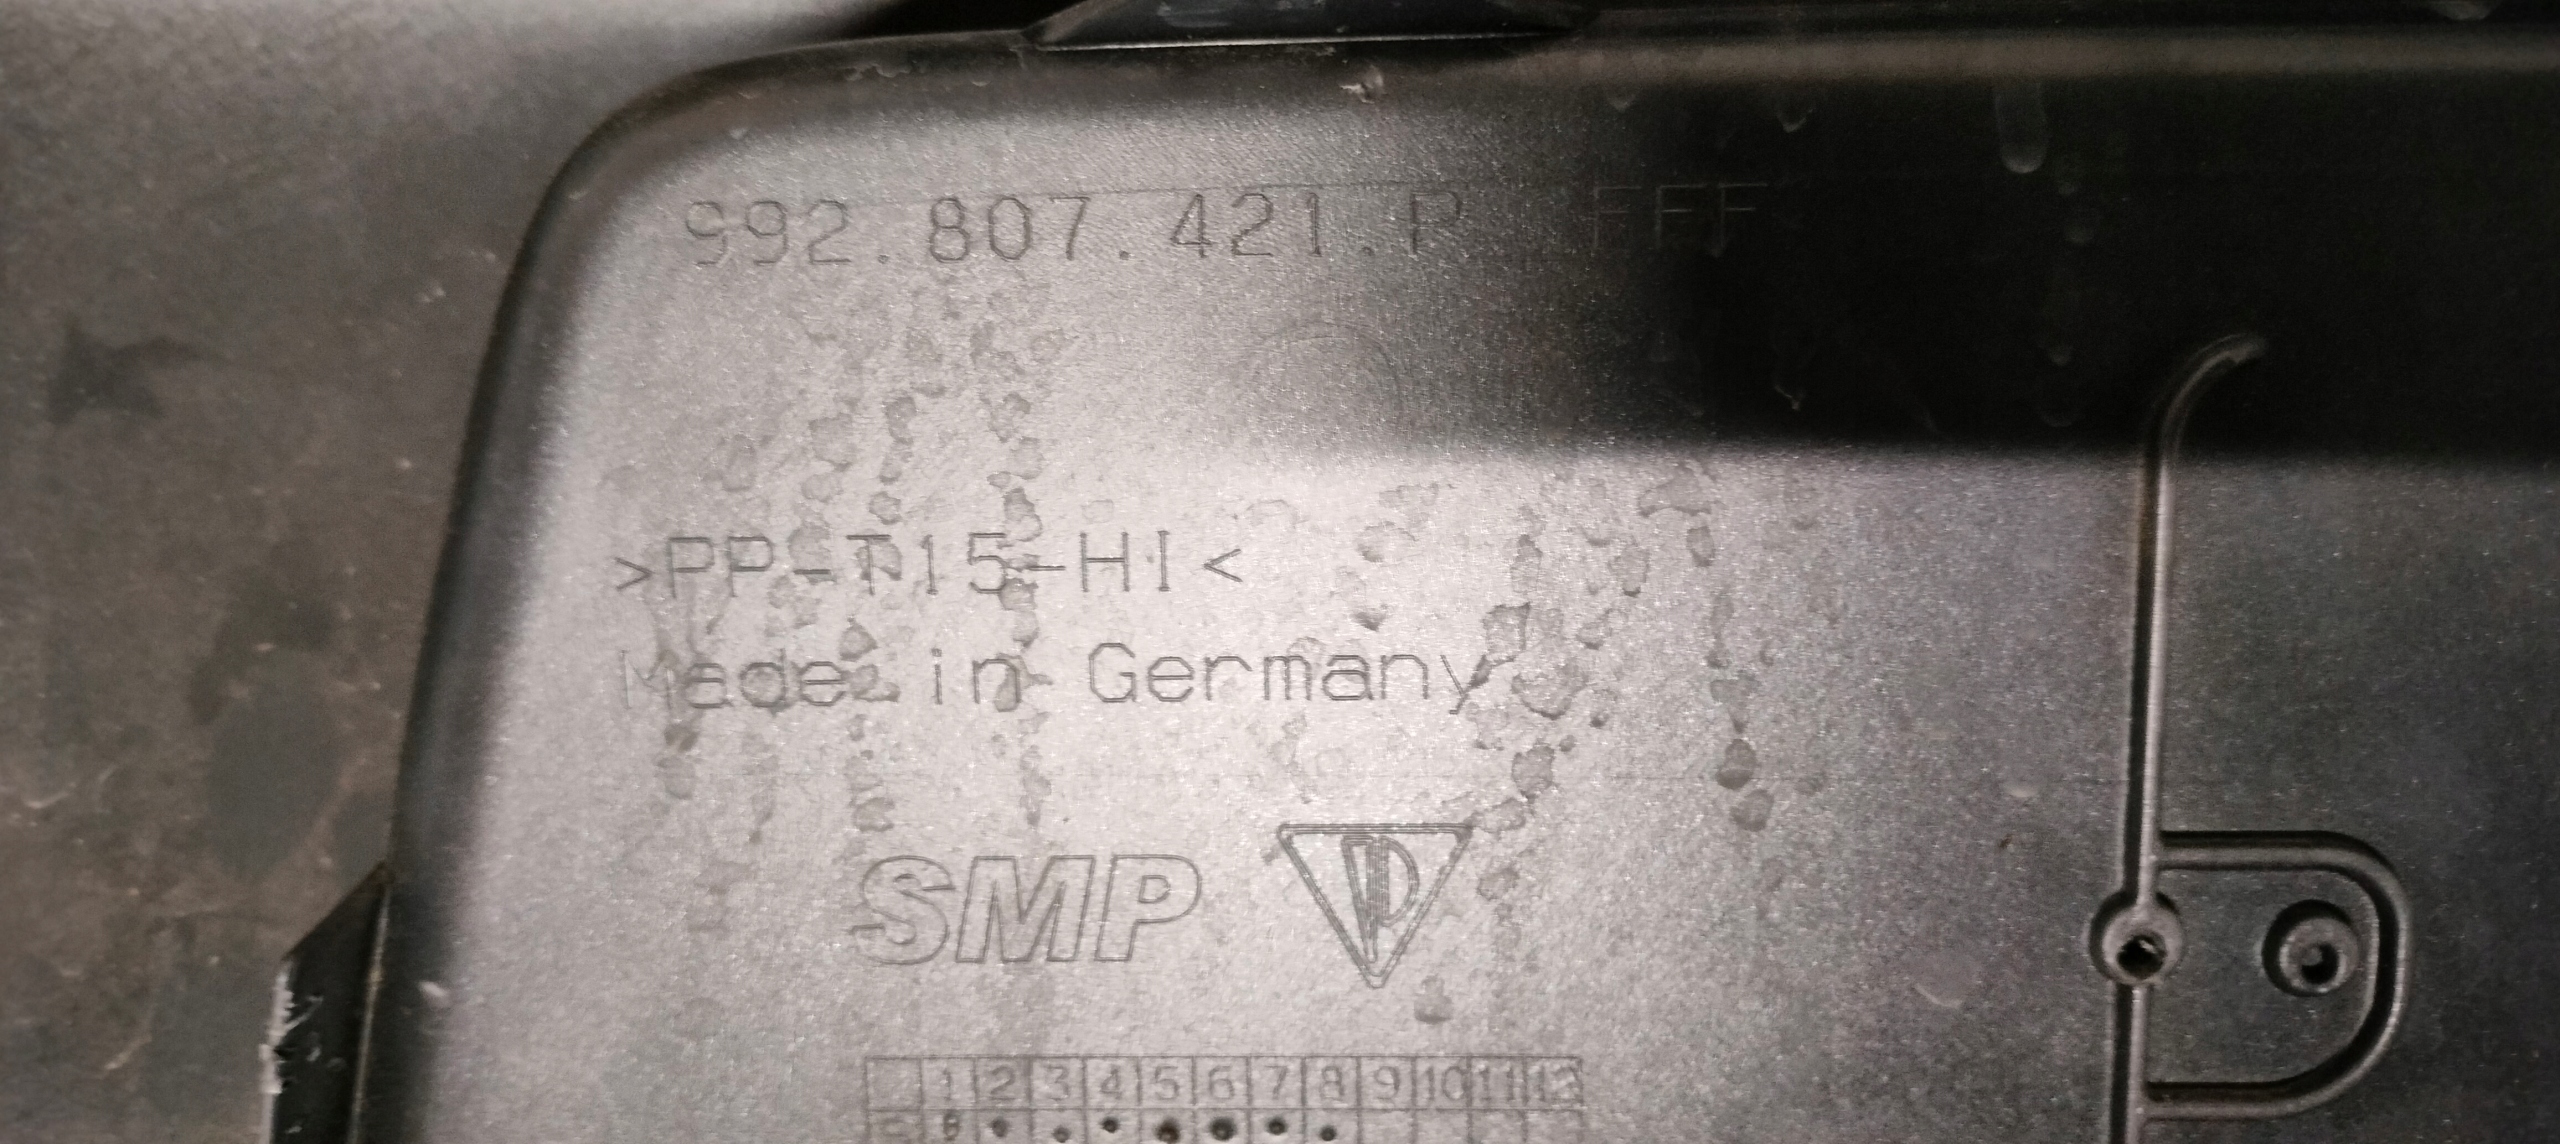 992.807.421.P FFF
>PP-T15-HI<
Made in Germany
SMP
1 2 3 4 5 6 7 8 9 10 11 12